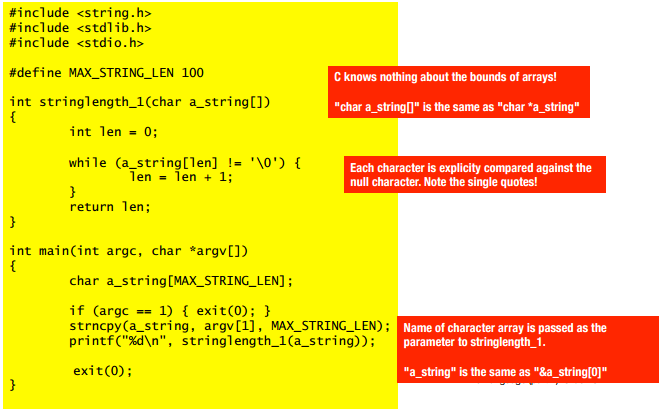 #include <string.h>
#include <stdlib.h>
#include <stdio.h>
#define MAX_STRING_LEN 100
int stringlength_1(char a_string[])
{
int len = 0;
while (a_string[len] != '\0') {
len = len + 1;
}
return len;
}
int main(int argc, char *argv[])
{
char a_string[MAX_STRING_LEN];
if (argc == 1) { exit(0); }
strncpy(a_string, argv[1], MAX_STRING_LEN);
printf("%d\n", stringlength_1(a_string));
exit(0);
}
C knows nothing about the bounds of arrays!
"char a_string[]" is the same as "char *a_string"
Each character is explicity compared against the
null character. Note the single quotes!
Name of character array is passed as the
parameter to stringlength_1.
"a_string" is the same as "&a_string[0]"